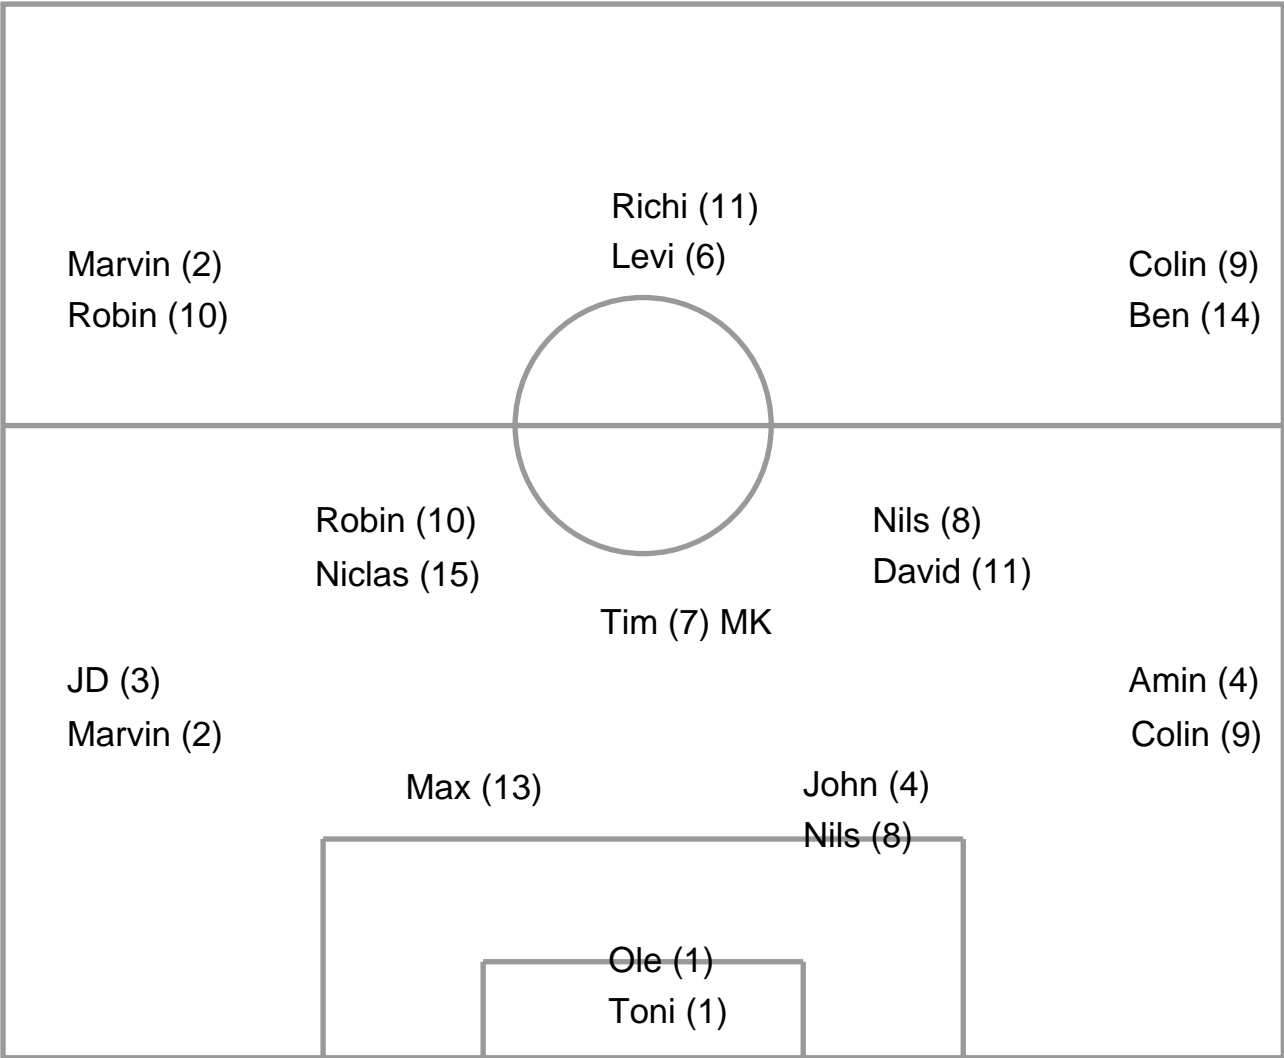 Richi (11)
Levi (6)
Marvin (2)
Robin (10)
Colin (9)
Ben (14)
Robin (10)
Niclas (15)
Nils (8)
David (11)
Tim (7) MK
JD (3)
Marvin (2)
Amin (4)
Colin (9)
Max (13)
John (4)
Nils (8)
Ole (1)
Toni (1)